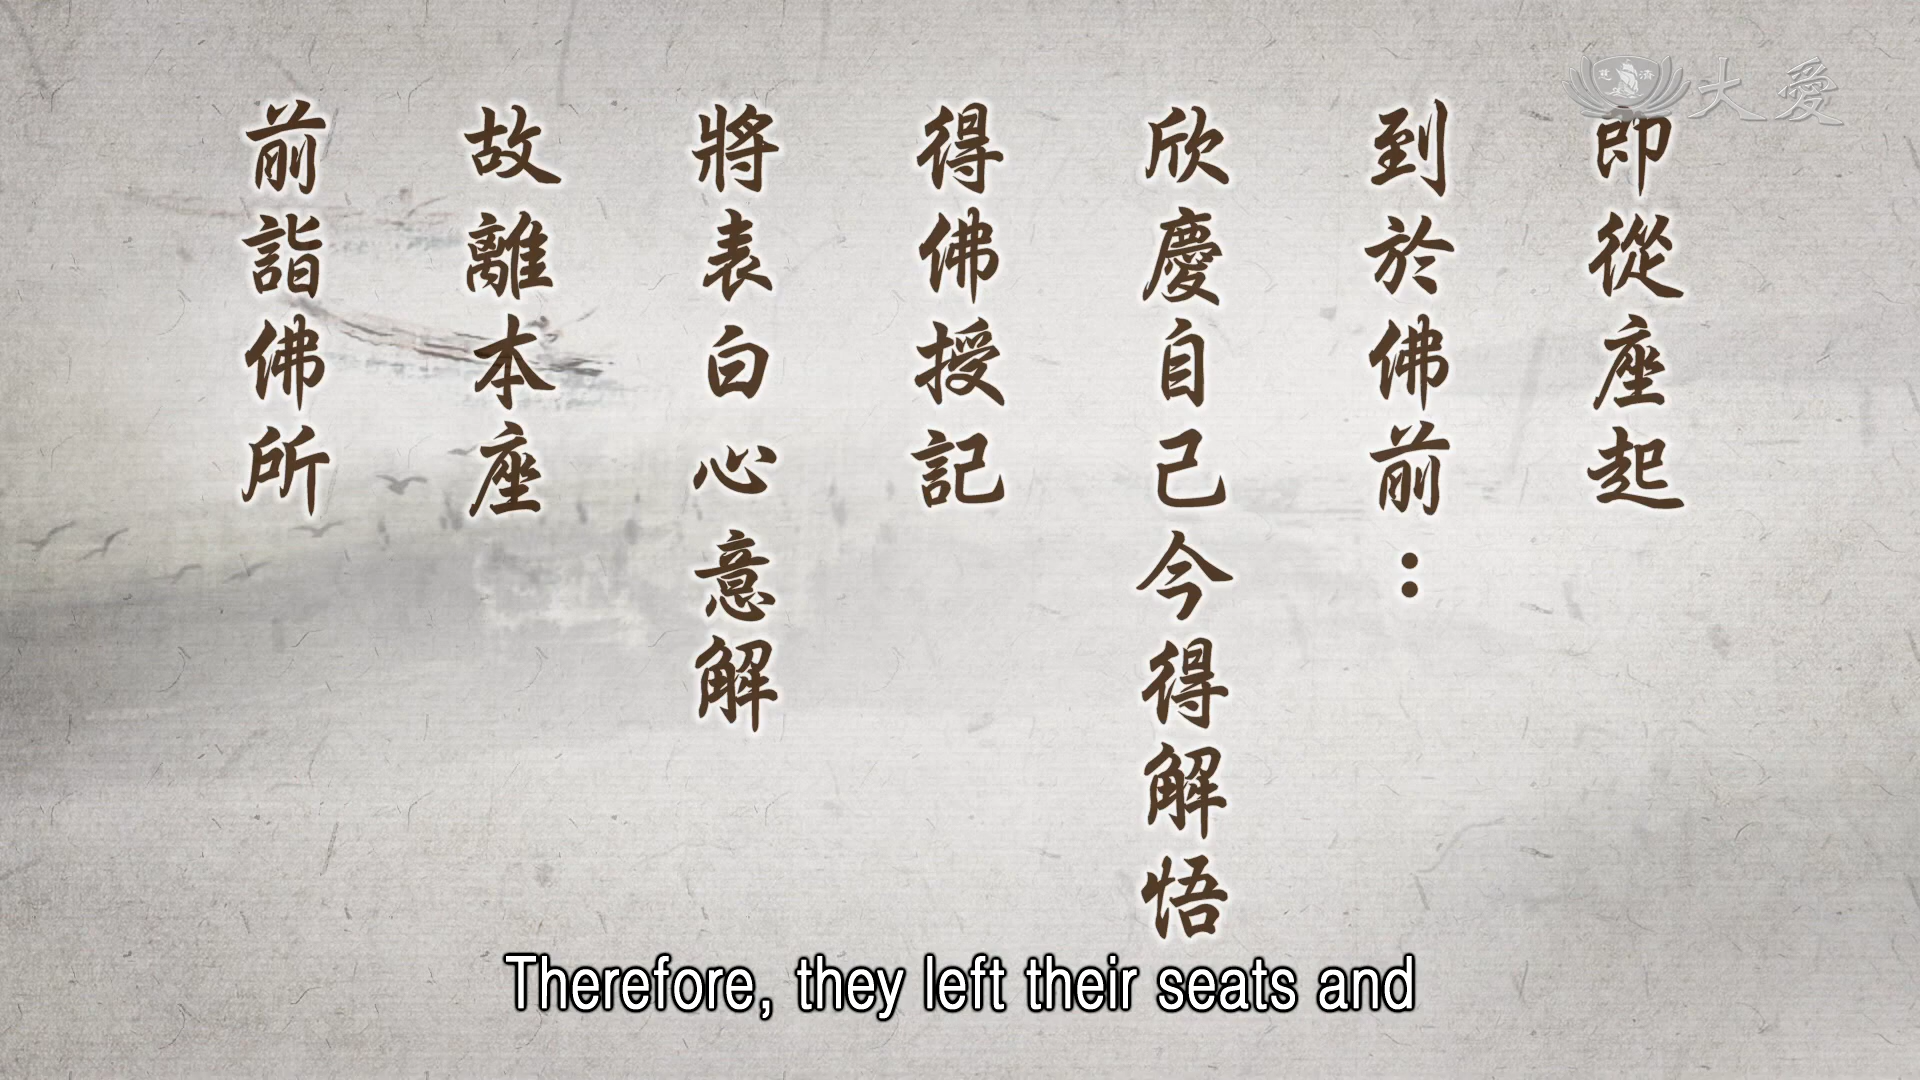 大愛
慈濟
即從座起
到於佛前：
欣慶自己今得解悟
得佛授記
將表白心意解
故離本座
前詣佛所
Therefore, they left their seats and